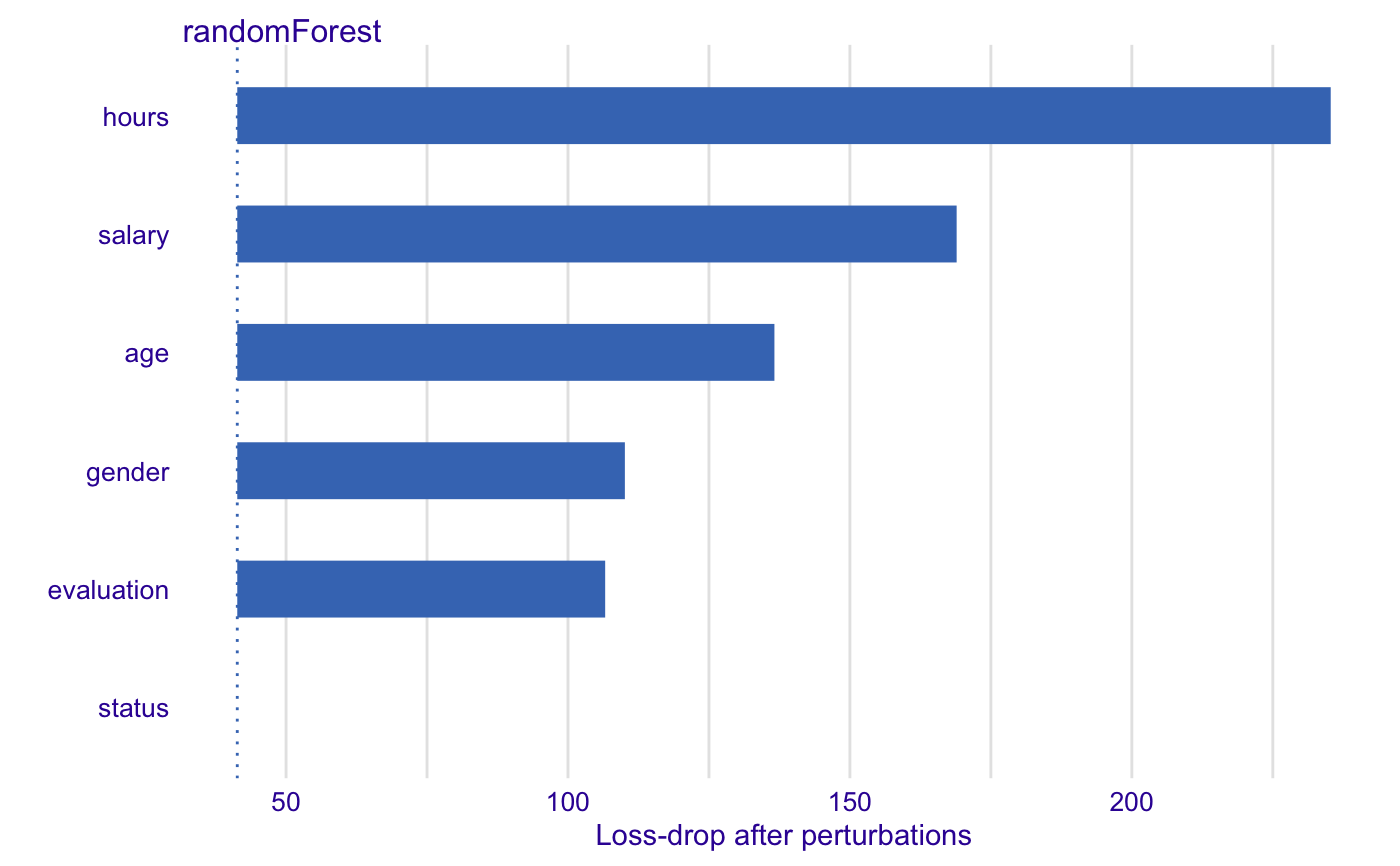 randomForest
hours
salary
age
gender
evaluation
status
50 100 150 200
Loss-drop after perturbations